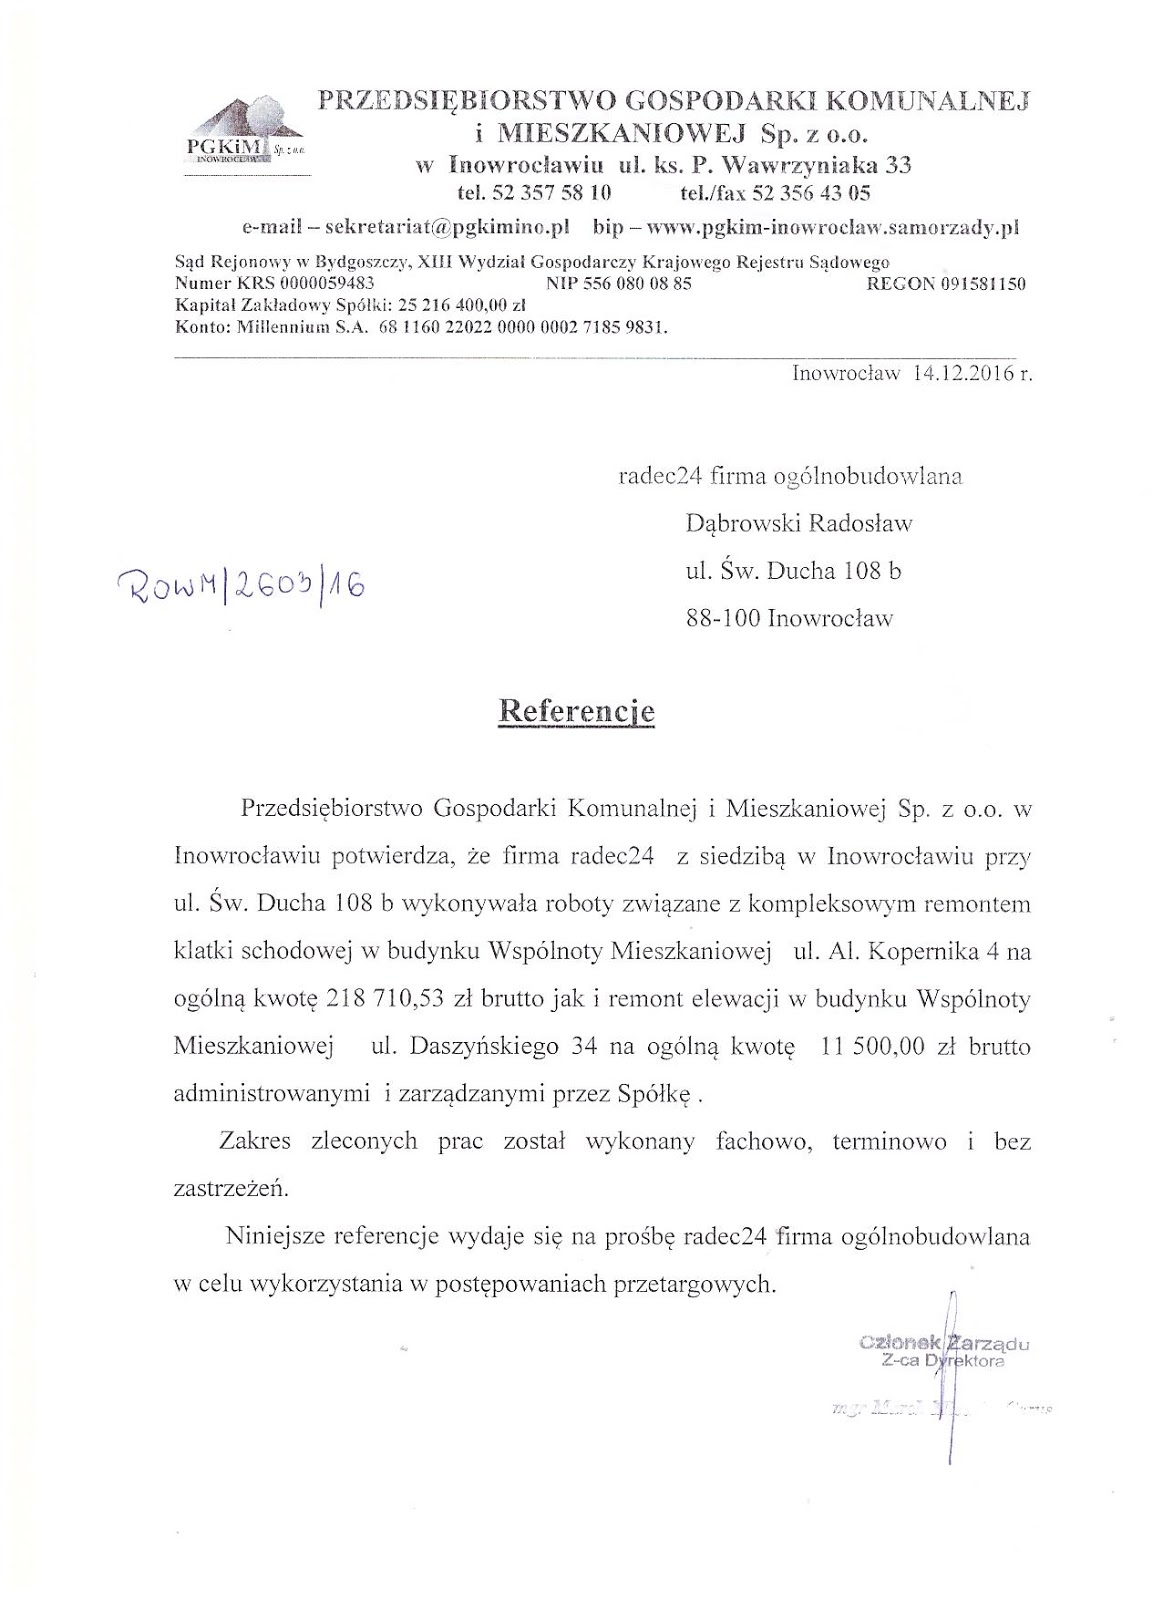 PRZEDSIĘBIORSTWO GOSPODARKI KOMUNALNEJ
i MIESZKANIOWEJ Sp. z o.o.
w Inowrocławiu ul. ks. P. Wawrzyniaka 33
tel. 52 357 58 10 tel./fax 52 356 43 05
PGKiM Sp. z o.o.
INOWROCŁAW
e-mail – sekretariat@pgkimino.pl bip – www.pgkim-inowroclaw.samorzady.pl
Sąd Rejonowy w Bydgoszczy, XIII Wydział Gospodarczy Krajowego Rejestru Sądowego
Numer KRS 0000059483 NIP 556 080 08 85 REGON 091581150
Kapitał Zakładowy Spółki: 25 216 400,00 zł
Konto: Millennium S.A. 68 1160 22022 0000 0002 7185 9831.
Inowrocław 14.12.2016 r.
radec24 firma ogólnobudowlana
Dąbrowski Radosław
ul. Św. Ducha 108 b
88-100 Inowrocław
ROWM/2603/16
Referencje
Przedsiębiorstwo Gospodarki Komunalnej i Mieszkaniowej Sp. z o.o. w
Inowrocławiu potwierdza, że firma radec24 z siedzibą w Inowrocławiu przy
ul. Św. Ducha 108 b wykonywała roboty związane z kompleksowym remontem
klatki schodowej w budynku Wspólnoty Mieszkaniowej ul. Al. Kopernika 4 na
ogólną kwotę 218 710,53 zł brutto jak i remont elewacji w budynku Wspólnoty
Mieszkaniowej ul. Daszyńskiego 34 na ogólną kwotę 11 500,00 zł brutto
administrowanymi i zarządzanymi przez Spółkę .
Zakres zleconych prac został wykonany fachowo, terminowo i bez
zastrzeżeń.
Niniejsze referencje wydaje się na prośbę radec24 firma ogólnobudowlana
w celu wykorzystania w postępowaniach przetargowych.
Członek Zarządu
Z-ca Dyrektora
mgr